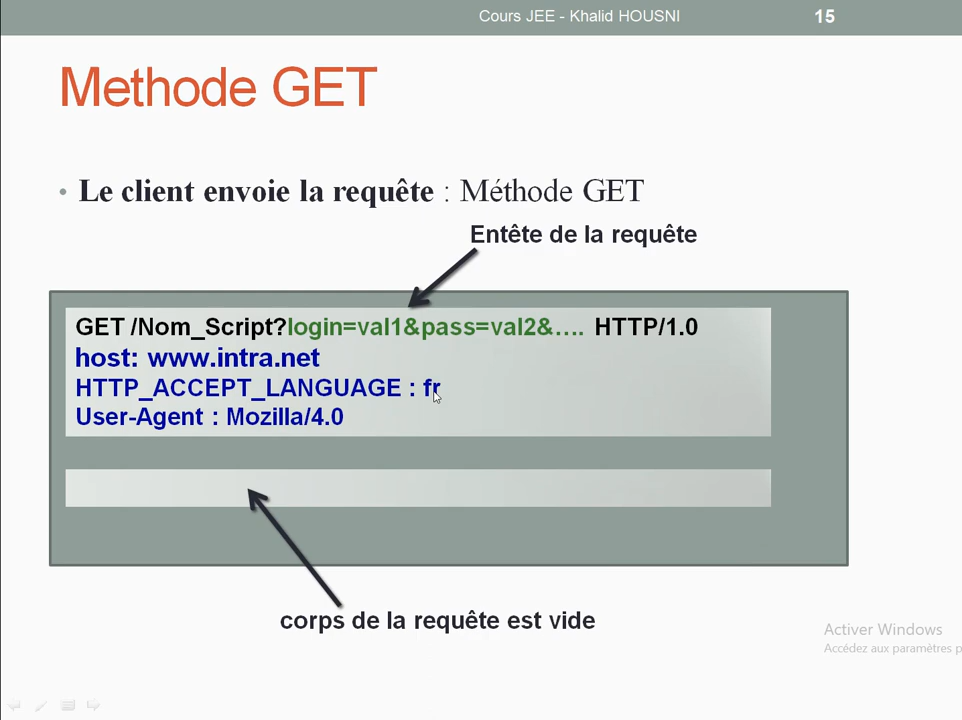 Cours JEE - Khalid HOUSNI 15
Methode GET
• Le client envoie la requête : Méthode GET
Entête de la requête
GET /Nom_Script?login=val1&pass=val2&…. HTTP/1.0
host: www.intra.net
HTTP_ACCEPT_LANGUAGE : fr
User-Agent : Mozilla/4.0
corps de la requête est vide
Activer Windows
Accédez aux paramètres p